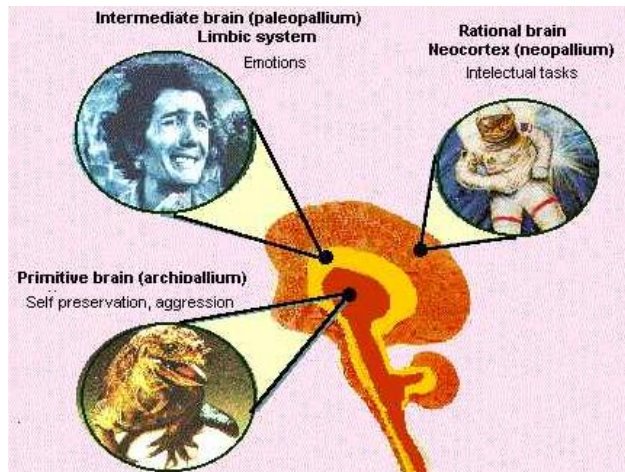 Intermediate brain (paleopallium)
Limbic system
Emotions
Rational brain
Neocortex (neopallium)
Intelectual tasks
Primitive brain (archipallium)
Self preservation, aggression